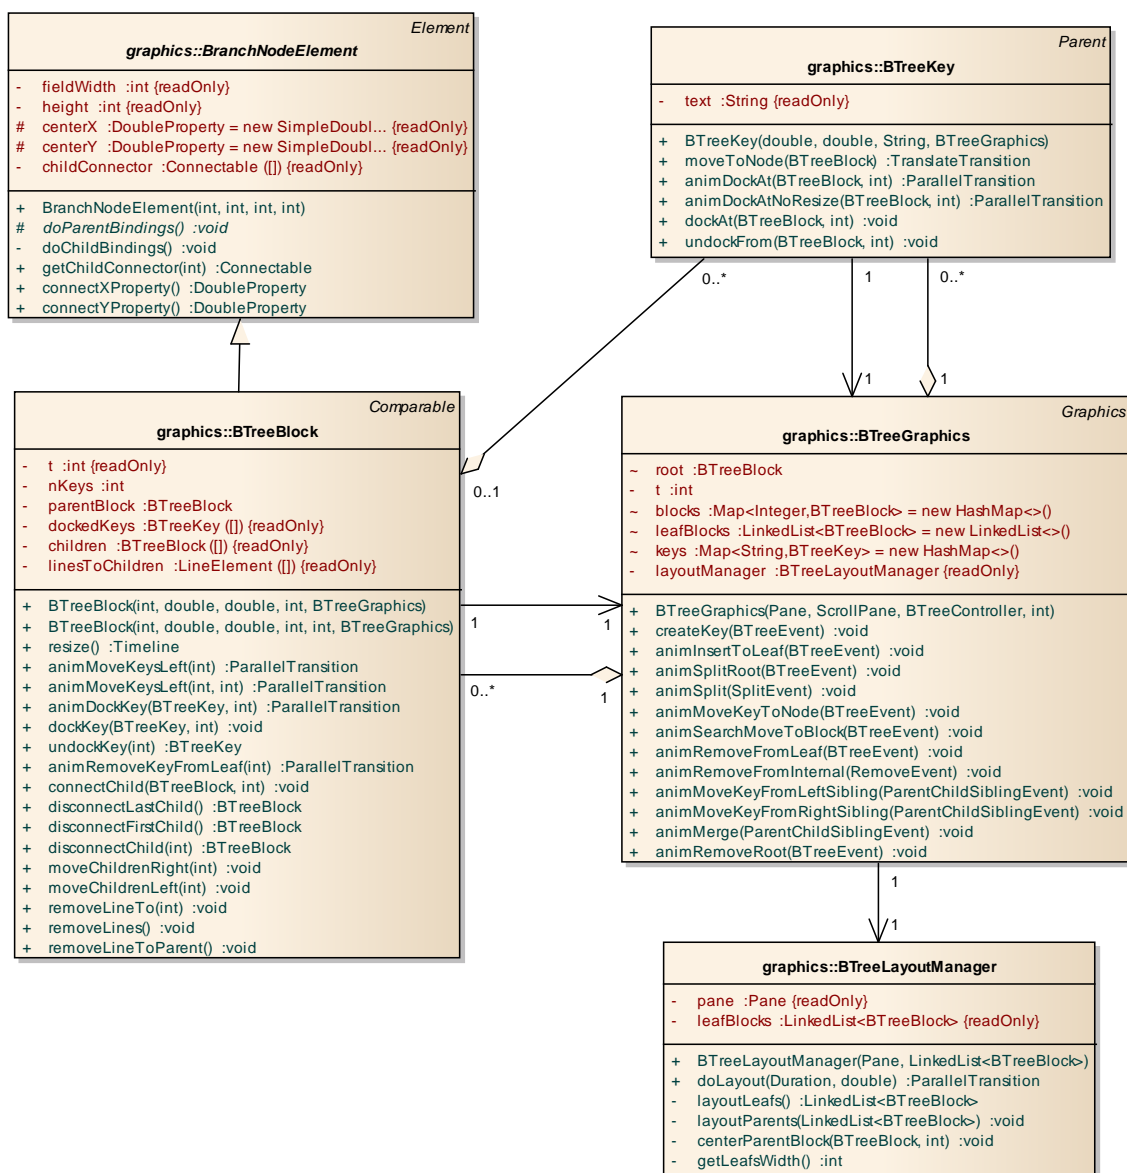 Element
graphics::BranchNodeElement
- fieldWidth :int {readOnly}
- height :int {readOnly}
# centerX :DoubleProperty = new SimpleDoubl... {readOnly}
# centerY :DoubleProperty = new SimpleDoubl... {readOnly}
- childConnector :Connectable ([]) {readOnly}
+ BranchNodeElement(int, int, int, int)
# doParentBindings() :void
- doChildBindings() :void
+ getChildConnector(int) :Connectable
+ connectXProperty() :DoubleProperty
+ connectYProperty() :DoubleProperty
Parent
graphics::BTreeKey
- text :String {readOnly}
+ BTreeKey(double, double, String, BTreeGraphics)
+ moveToNode(BTreeBlock) :TranslateTransition
+ animDockAt(BTreeBlock, int) :ParallelTransition
+ animDockAtNoResize(BTreeBlock, int) :ParallelTransition
+ dockAt(BTreeBlock, int) :void
+ undockFrom(BTreeBlock, int) :void
0..*
1
0..*
1
1
Comparable
graphics::BTreeBlock
- t :int {readOnly}
- nKeys :int
- parentBlock :BTreeBlock
- dockedKeys :BTreeKey ([]) {readOnly}
- children :BTreeBlock ([]) {readOnly}
- linesToChildren :LineElement ([]) {readOnly}
+ BTreeBlock(int, double, double, int, BTreeGraphics)
+ BTreeBlock(int, double, double, int, int, BTreeGraphics)
+ resize() :Timeline
+ animMoveKeysLeft(int) :ParallelTransition
+ animMoveKeysLeft(int, int) :ParallelTransition
+ animDockKey(BTreeKey, int) :ParallelTransition
+ dockKey(BTreeKey, int) :void
+ undockKey(int) :BTreeKey
+ animRemoveKeyFromLeaf(int) :ParallelTransition
+ connectChild(BTreeBlock, int) :void
+ disconnectLastChild() :BTreeBlock
+ disconnectFirstChild() :BTreeBlock
+ disconnectChild(int) :BTreeBlock
+ moveChildrenRight(int) :void
+ moveChildrenLeft(int) :void
+ removeLineTo(int) :void
+ removeLines() :void
+ removeLineToParent() :void
0..1
1
1
0..*
1
Graphics
graphics::BTreeGraphics
~ root :BTreeBlock
- t :int
~ blocks :Map<Integer,BTreeBlock> = new HashMap<>()
~ leafBlocks :LinkedList<BTreeBlock> = new LinkedList<>()
~ keys :Map<String,BTreeKey> = new HashMap<>()
- layoutManager :BTreeLayoutManager {readOnly}
+ BTreeGraphics(Pane, ScrollPane, BTreeController, int)
+ createKey(BTreeEvent) :void
+ animInsertToLeaf(BTreeEvent) :void
+ animSplitRoot(BTreeEvent) :void
+ animSplit(SplitEvent) :void
+ animMoveKeyToNode(BTreeEvent) :void
+ animSearchMoveToBlock(BTreeEvent) :void
+ animRemoveFromLeaf(BTreeEvent) :void
+ animRemoveFromInternal(RemoveEvent) :void
+ animMoveKeyFromLeftSibling(ParentChildSiblingEvent) :void
+ animMoveKeyFromRightSibling(ParentChildSiblingEvent) :void
+ animMerge(ParentChildSiblingEvent) :void
+ animRemoveRoot(BTreeEvent) :void
1
1
graphics::BTreeLayoutManager
- pane :Pane {readOnly}
- leafBlocks :LinkedList<BTreeBlock> {readOnly}
+ BTreeLayoutManager(Pane, LinkedList<BTreeBlock>)
+ doLayout(Duration, double) :ParallelTransition
- layoutLeafs() :LinkedList<BTreeBlock>
- layoutParents(LinkedList<BTreeBlock>) :void
- centerParentBlock(BTreeBlock, int) :void
- getLeafsWidth() :int